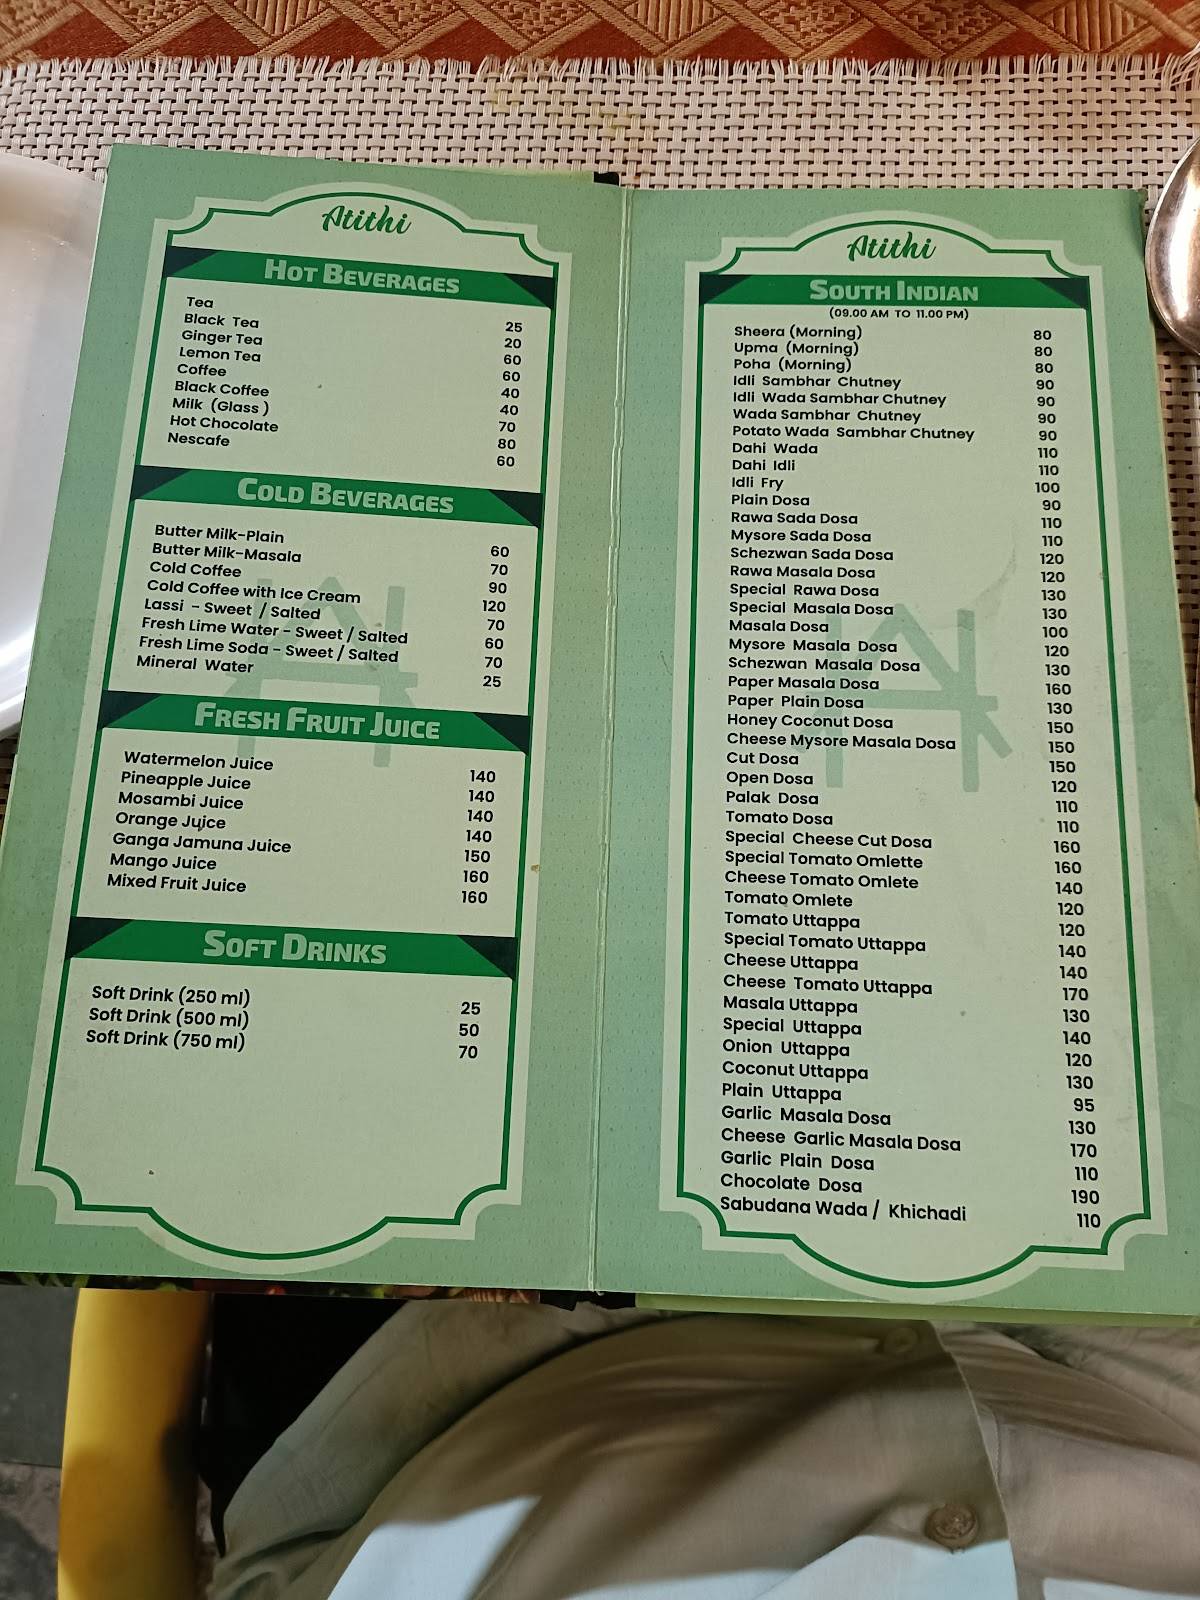 Atithi
HOT BEVERAGES
Tea 25
Black Tea 20
Ginger Tea 60
Lemon Tea 60
Coffee 40
Black Coffee 40
Milk (Glass) 70
Hot Chocolate 80
Nescafe 60
COLD BEVERAGES
Butter Milk-Plain 60
Butter Milk-Masala 70
Cold Coffee 90
Cold Coffee with Ice Cream 120
Lassi - Sweet / Salted 70
Fresh Lime Water - Sweet / Salted 60
Fresh Lime Soda - Sweet / Salted 70
Mineral Water 25
FRESH FRUIT JUICE
Watermelon Juice 140
Pineapple Juice 140
Mosambi Juice 140
Orange Juice 140
Ganga Jamuna Juice 150
Mango Juice 160
Mixed Fruit Juice 160
SOFT DRINKS
Soft Drink (250 ml) 25
Soft Drink (500 ml) 50
Soft Drink (750 ml) 70
Atithi
SOUTH INDIAN
(09.00 AM TO 11.00 PM)
Sheera (Morning) 80
Upma (Morning) 80
Poha (Morning) 80
Idli Sambhar Chutney 90
Idli Wada Sambhar Chutney 90
Wada Sambhar Chutney 90
Potato Wada Sambhar Chutney 90
Dahi Wada 110
Dahi Idli 110
Idli Fry 100
Plain Dosa 90
Rawa Sada Dosa 110
Mysore Sada Dosa 110
Schezwan Sada Dosa 120
Rawa Masala Dosa 120
Special Rawa Dosa 130
Special Masala Dosa 130
Masala Dosa 100
Mysore Masala Dosa 120
Schezwan Masala Dosa 130
Paper Masala Dosa 160
Paper Plain Dosa 130
Honey Coconut Dosa 150
Cheese Mysore Masala Dosa 150
Cut Dosa 150
Open Dosa 120
Palak Dosa 110
Tomato Dosa 110
Special Cheese Cut Dosa 160
Special Tomato Omlette 160
Cheese Tomato Omlete 140
Tomato Omlete 120
Tomato Uttappa 120
Special Tomato Uttappa 140
Cheese Uttappa 140
Cheese Tomato Uttappa 170
Masala Uttappa 130
Special Uttappa 140
Onion Uttappa 120
Coconut Uttappa 130
Plain Uttappa 95
Garlic Masala Dosa 130
Cheese Garlic Masala Dosa 170
Garlic Plain Dosa 110
Chocolate Dosa 190
Sabudana Wada / Khichadi 110